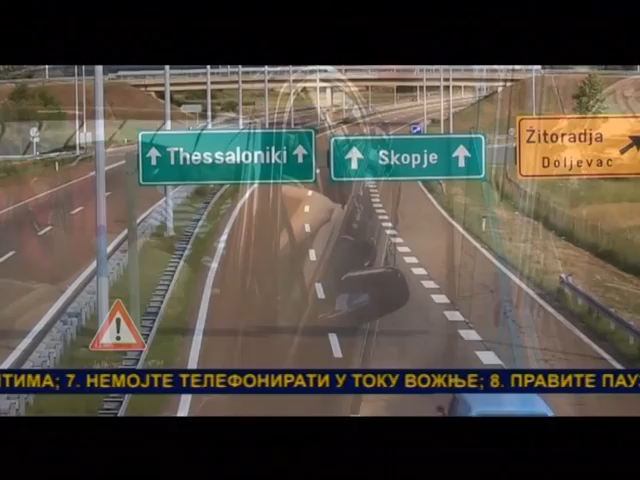 Thessaloniki
Skopje
Žitoradja
Doljevac
ТИМА; 7. НЕМОЈТЕ ТЕЛЕФОНИРАТИ У ТОКУ ВОЖЊЕ; 8. ПРАВИТЕ ПАУ